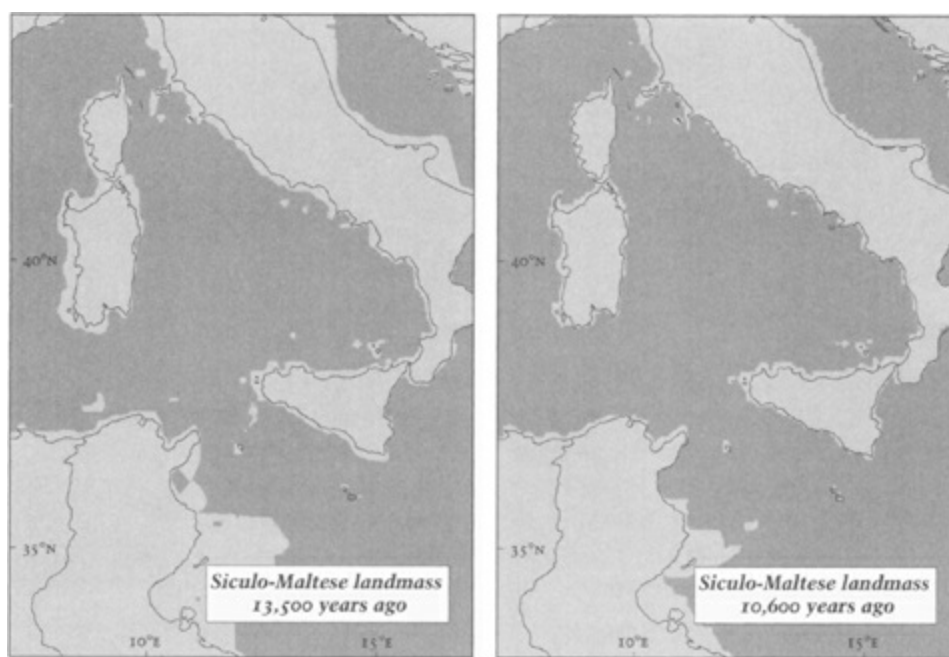 40°N
35°N
Siculo-Maltese landmass
13,500 years ago
10°E
15°E
40°N
35°N
Siculo-Maltese landmass
10,600 years ago
10°E
15°E